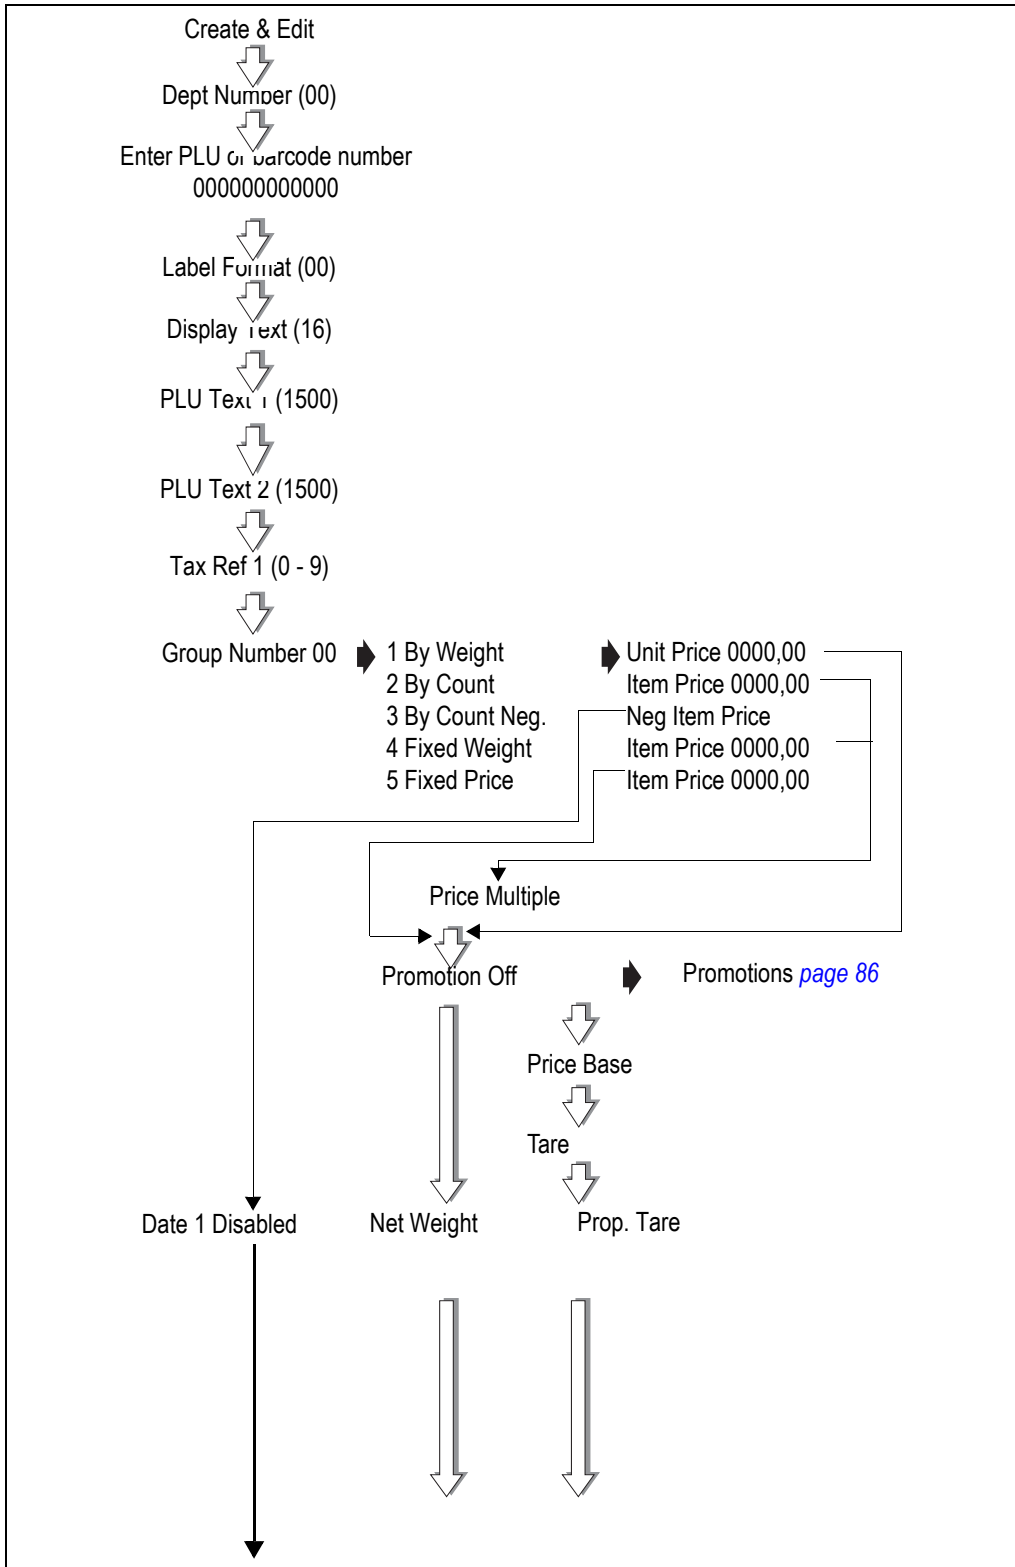 Create & Edit
Dept Number (00)
Enter PLU or barcode number
000000000000
Label Format (00)
Display Text (16)
PLU Text 1 (1500)
PLU Text 2 (1500)
Tax Ref 1 (0 - 9)
Group Number 00
1 By Weight
2 By Count
3 By Count Neg.
4 Fixed Weight
5 Fixed Price
Unit Price 0000,00
Item Price 0000,00
Neg Item Price
Item Price 0000,00
Item Price 0000,00
Price Multiple
Promotion Off
Promotions page 86
Price Base
Tare
Date 1 Disabled
Net Weight
Prop. Tare